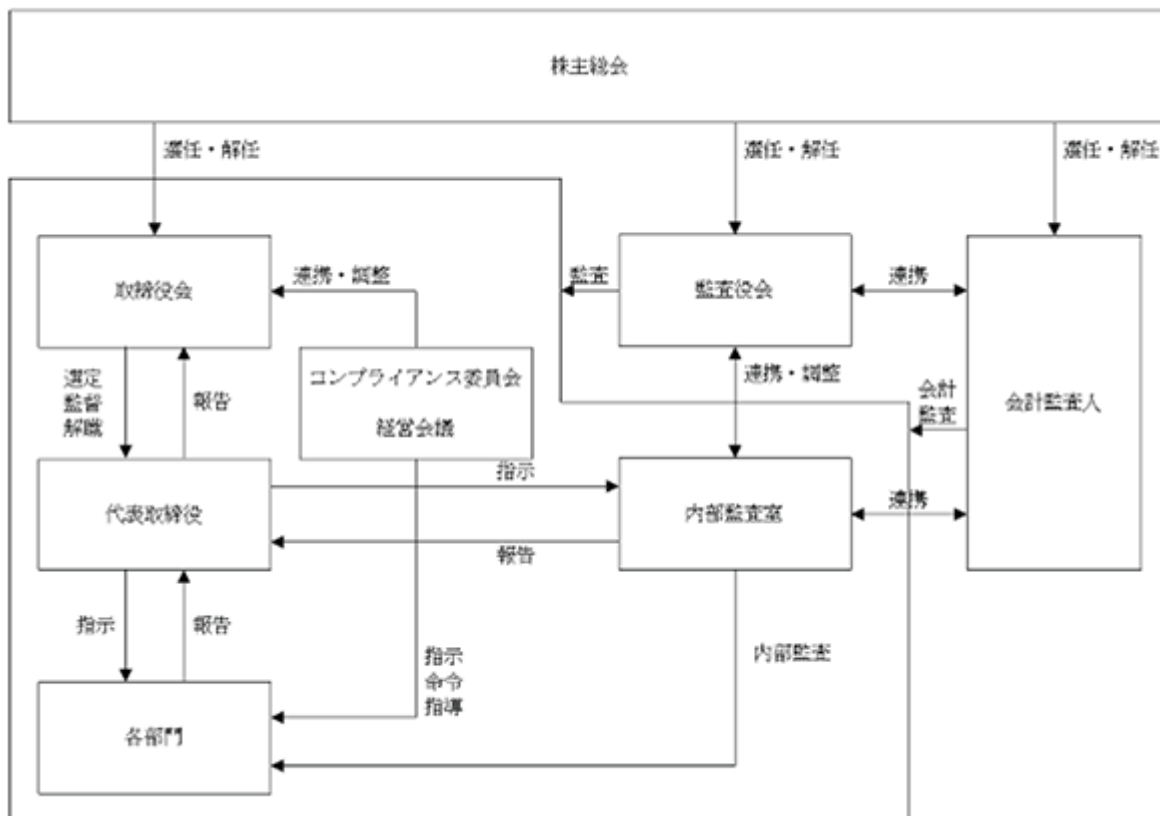 株主総会
選任・解任
選任・解任
選任・解任
取締役会
連携・調整
監査
監査役会
連携
会計監査人
選定
監督
解職
報告
コンプライアンス委員会
経営会議
連携・調整
会計
監査
代表取締役
指示
報告
内部監査室
連携
指示
報告
指示
命令
指導
内部監査
各部門